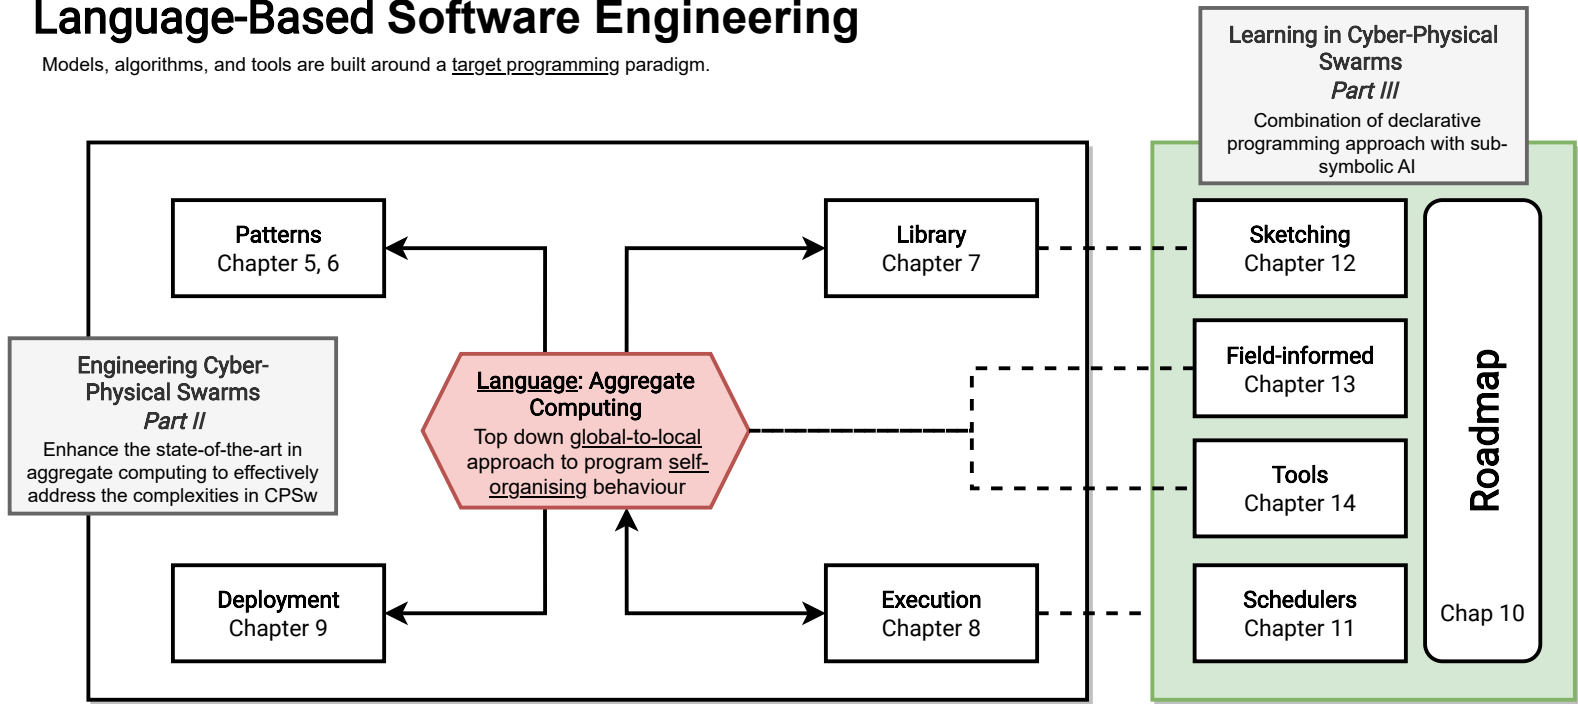 Language-Based Software Engineering
Models, algorithms, and tools are built around a target programming paradigm.
Learning in Cyber-Physical
Swarms
Part III
Combination of declarative
programming approach with sub-
symbolic AI
Patterns
Chapter 5, 6
Library
Chapter 7
Sketching
Chapter 12
Engineering Cyber-
Physical Swarms
Part II
Enhance the state-of-the-art in
aggregate computing to effectively
address the complexities in CPSw
Language: Aggregate
Computing
Top down global-to-local
approach to program self-
organising behaviour
Field-informed
Chapter 13
Tools
Chapter 14
Roadmap
Chap 10
Deployment
Chapter 9
Execution
Chapter 8
Schedulers
Chapter 11